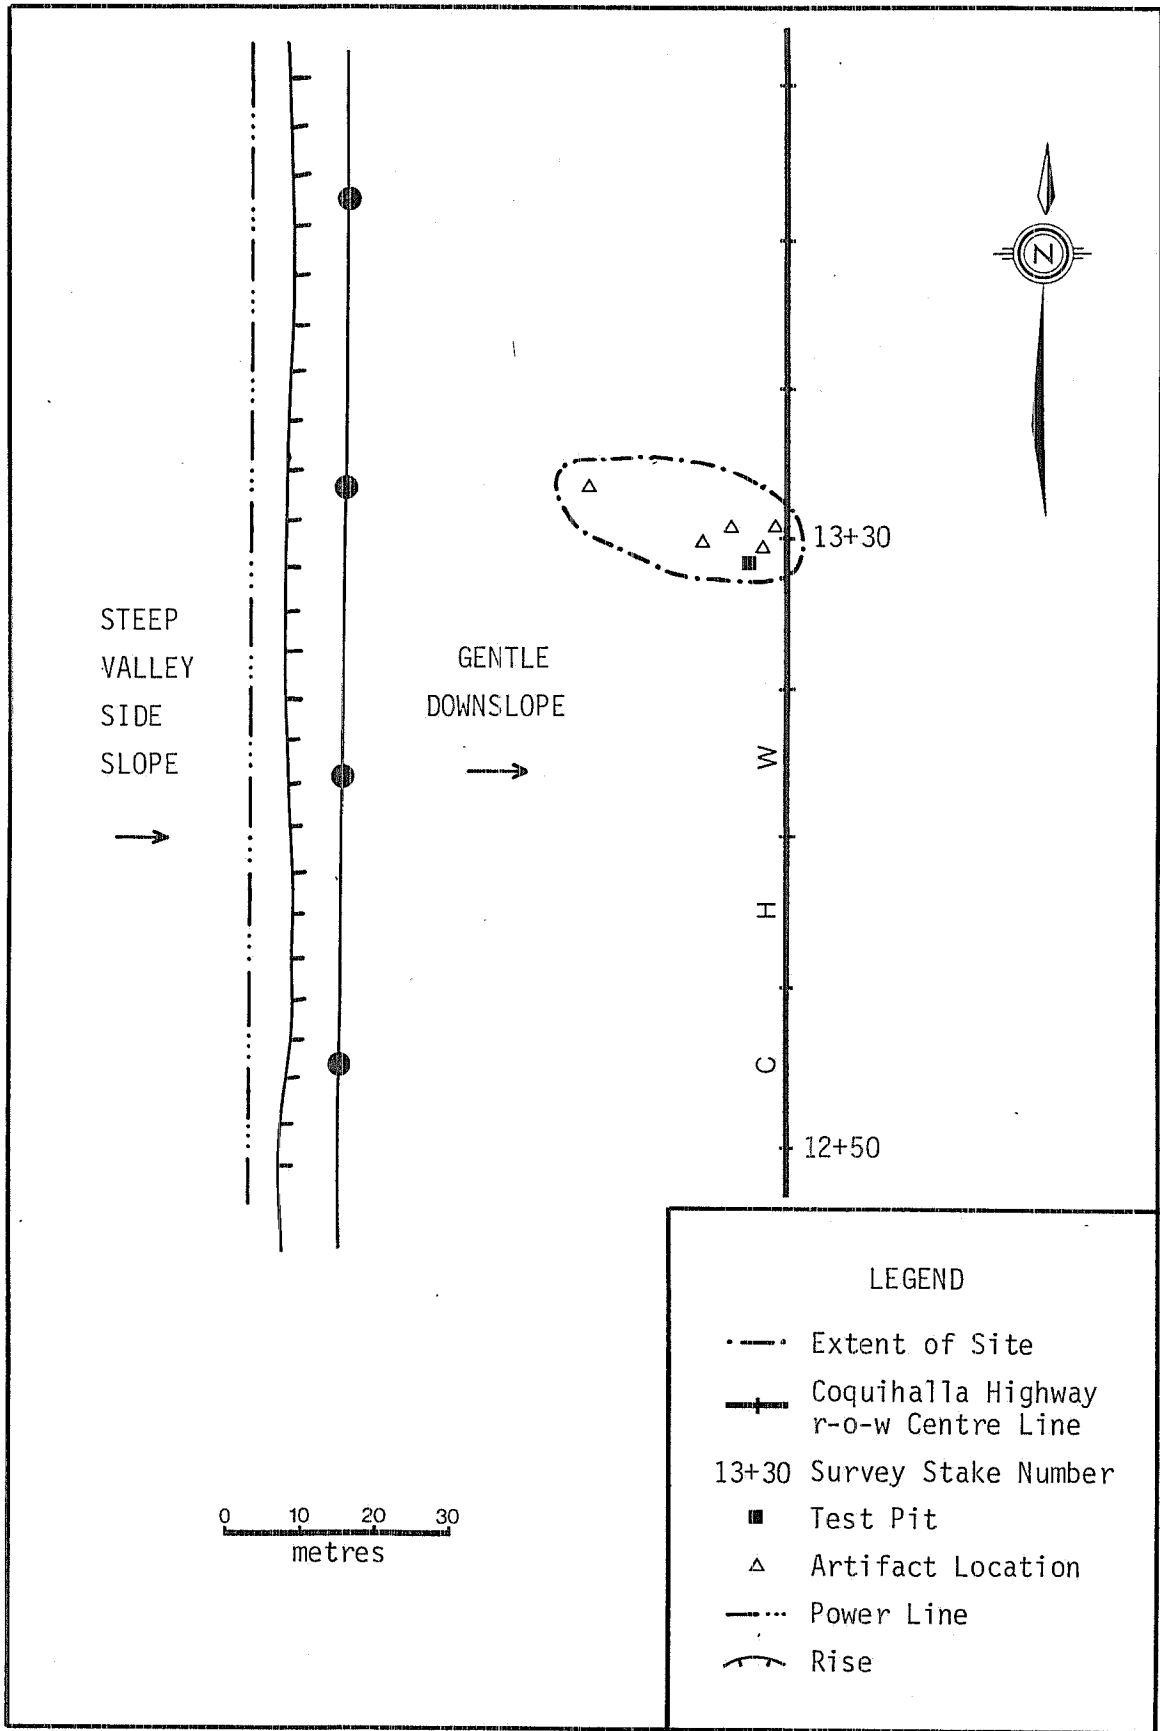 N
13+30
STEEP
VALLEY
SIDE
SLOPE
GENTLE
DOWNSLOPE
C H W
12+50
LEGEND
Extent of Site
Coquihalla Highway
r-o-w Centre Line
13+30 Survey Stake Number
Test Pit
Artifact Location
Power Line
Rise
0 10 20 30
metres